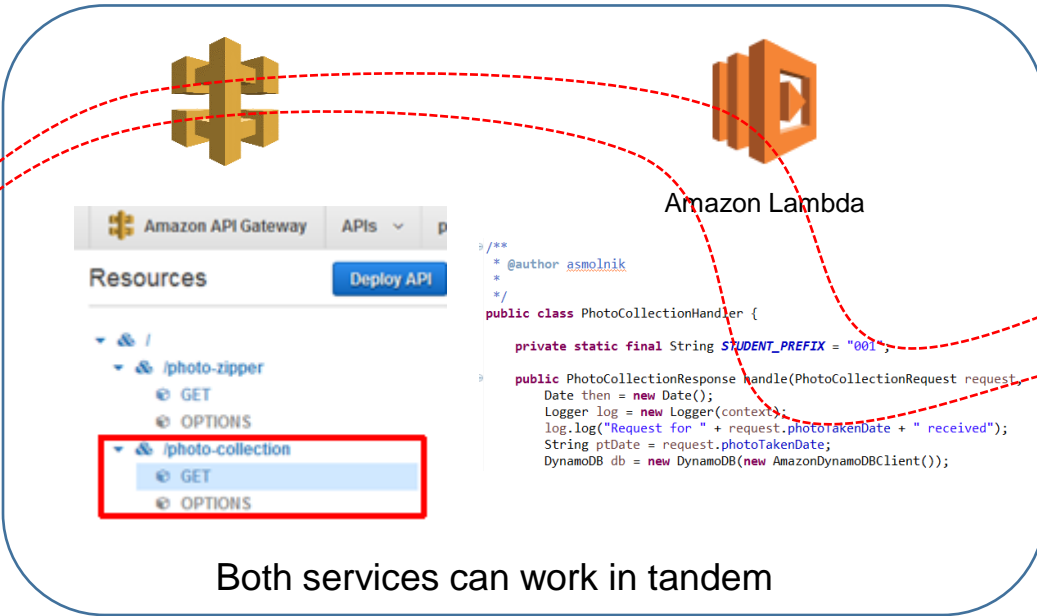 Amazon Lambda
Amazon API Gateway APIs p
Resources Deploy API
/
/photo-zipper
GET
OPTIONS
/photo-collection
GET
OPTIONS
/**
* @author asmolnik
*
*/
public class PhotoCollectionHandler {
private static final String STUDENT_PREFIX = "001";
public PhotoCollectionResponse handle(PhotoCollectionRequest request,
Date then = new Date();
Logger log = new Logger(context);
log.log("Request for " + request.photoTakenDate + " received");
String ptDate = request.photoTakenDate;
DynamoDB db = new DynamoDB(new AmazonDynamoDBClient());
Both services can work in tandem